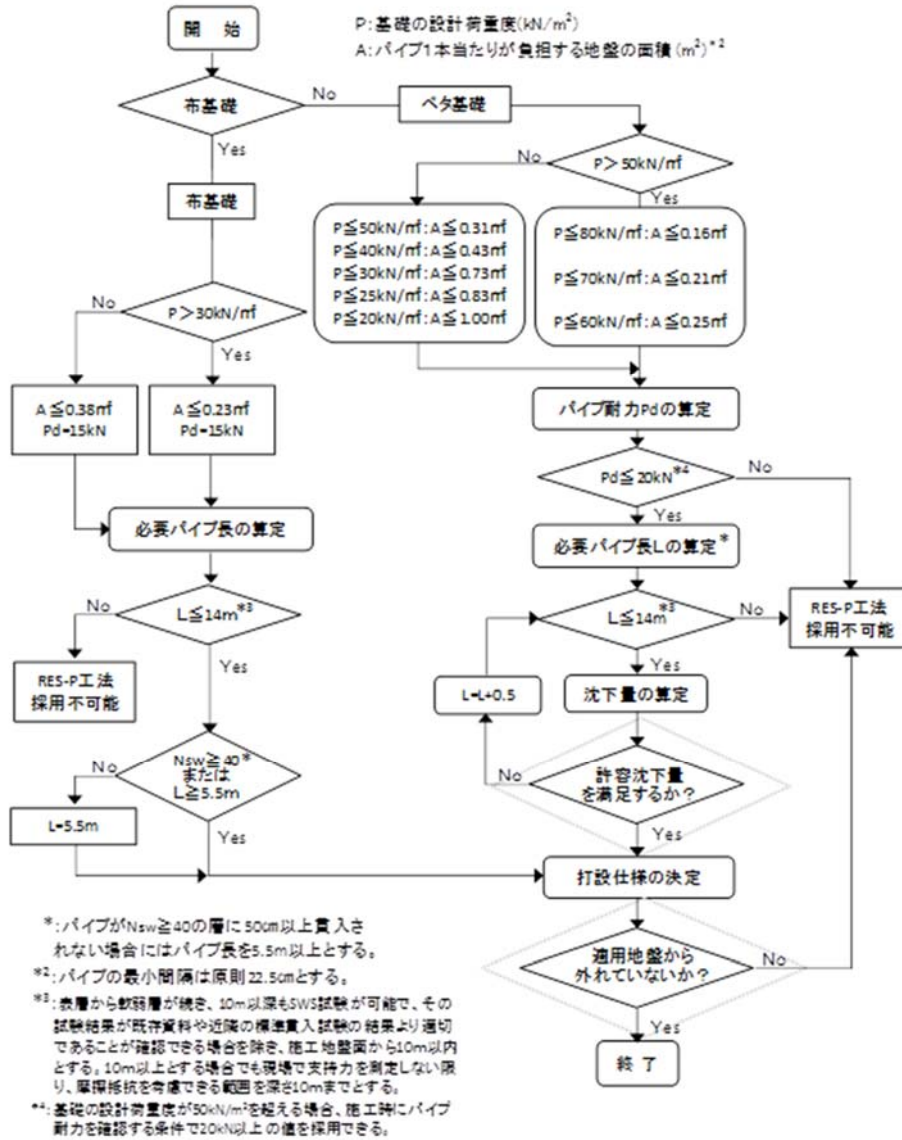 開 始
P:基礎の設計荷重度(kN/m²)
A:パイプ1本当たりが負担する地盤の面積(m²)*²
布基礎
No
ベタ基礎
Yes
P>50kN/㎡
No
Yes
布基礎
P≦50kN/㎡:A≦0.31㎡
P≦40kN/㎡:A≦0.43㎡
P≦30kN/㎡:A≦0.73㎡
P≦25kN/㎡:A≦0.83㎡
P≦20kN/㎡:A≦1.00㎡
P≦80kN/㎡:A≦0.16㎡
P≦70kN/㎡:A≦0.21㎡
P≦60kN/㎡:A≦0.25㎡
P>30kN/㎡
No
Yes
A≦0.38㎡
Pd=15kN
A≦0.23㎡
Pd=15kN
パイプ耐力Pdの算定
Pd≦20kN*⁴
No
Yes
必要パイプ長の算定
必要パイプ長Lの算定*
L≦14m*³
No
Yes
L≦14m*³
No
Yes
RES-P工法
採用不可能
RES-P工法
採用不可能
L=L+0.5
沈下量の算定
Nsw≧40*
または
L≧5.5m
No
Yes
許容沈下量
を満足するか?
No
Yes
L=5.5m
打設仕様の決定
適用地盤から
外れていないか?
No
Yes
終 了
*:パイプがNsw≧40の層に50㎝以上貫入さ
れない場合にはパイプ長を5.5m以上とする。
*²:パイプの最小間隔は原則22.5㎝とする。
*³:表層から軟弱層が続き、10m以深もSWS試験が可能で、その
試験結果が既存資料や近隣の標準貫入試験の結果より適切
であることが確認できる場合を除き、施工地盤面から10m以内
とする。10m以上とする場合でも現場で支持力を測定しない限
り、摩擦抵抗を考慮できる範囲を深さ10mまでとする。
*⁴:基礎の設計荷重度が50kN/m²を超える場合、施工時にパイプ
耐力を確認する条件で20kN以上の値を採用できる。